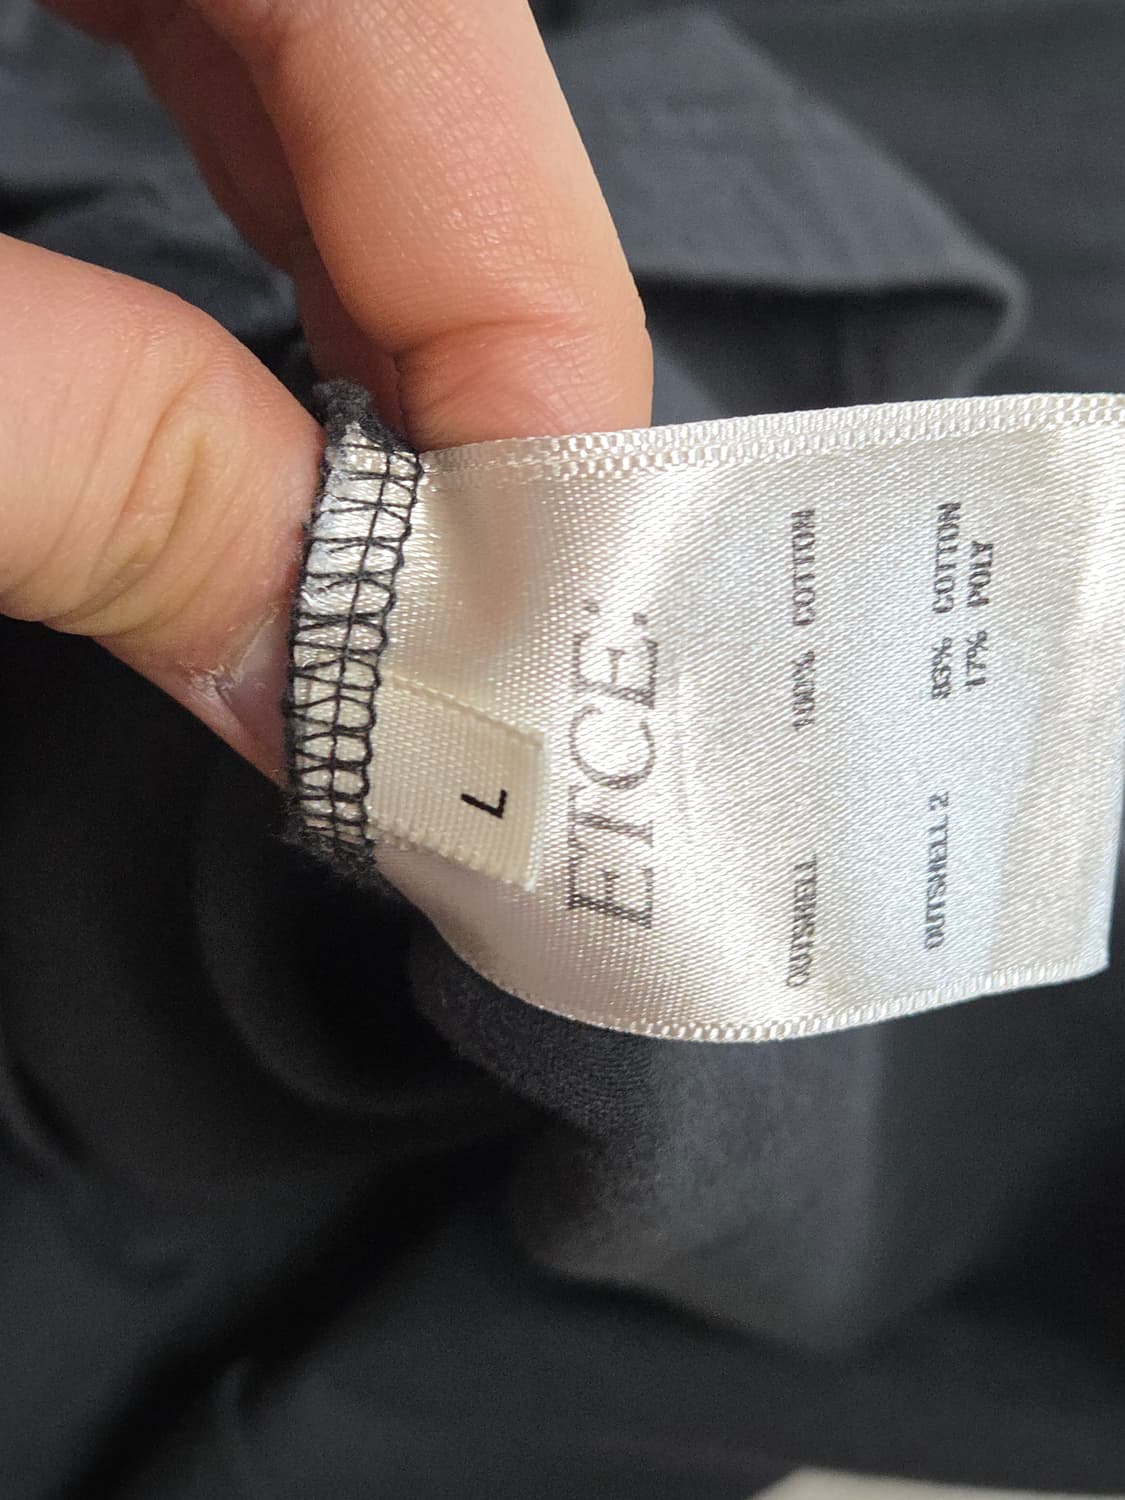 L
ETCE'
OUTSHELL 100% COTTON
OUTSHELL 2 83% COTTON
17% POLY